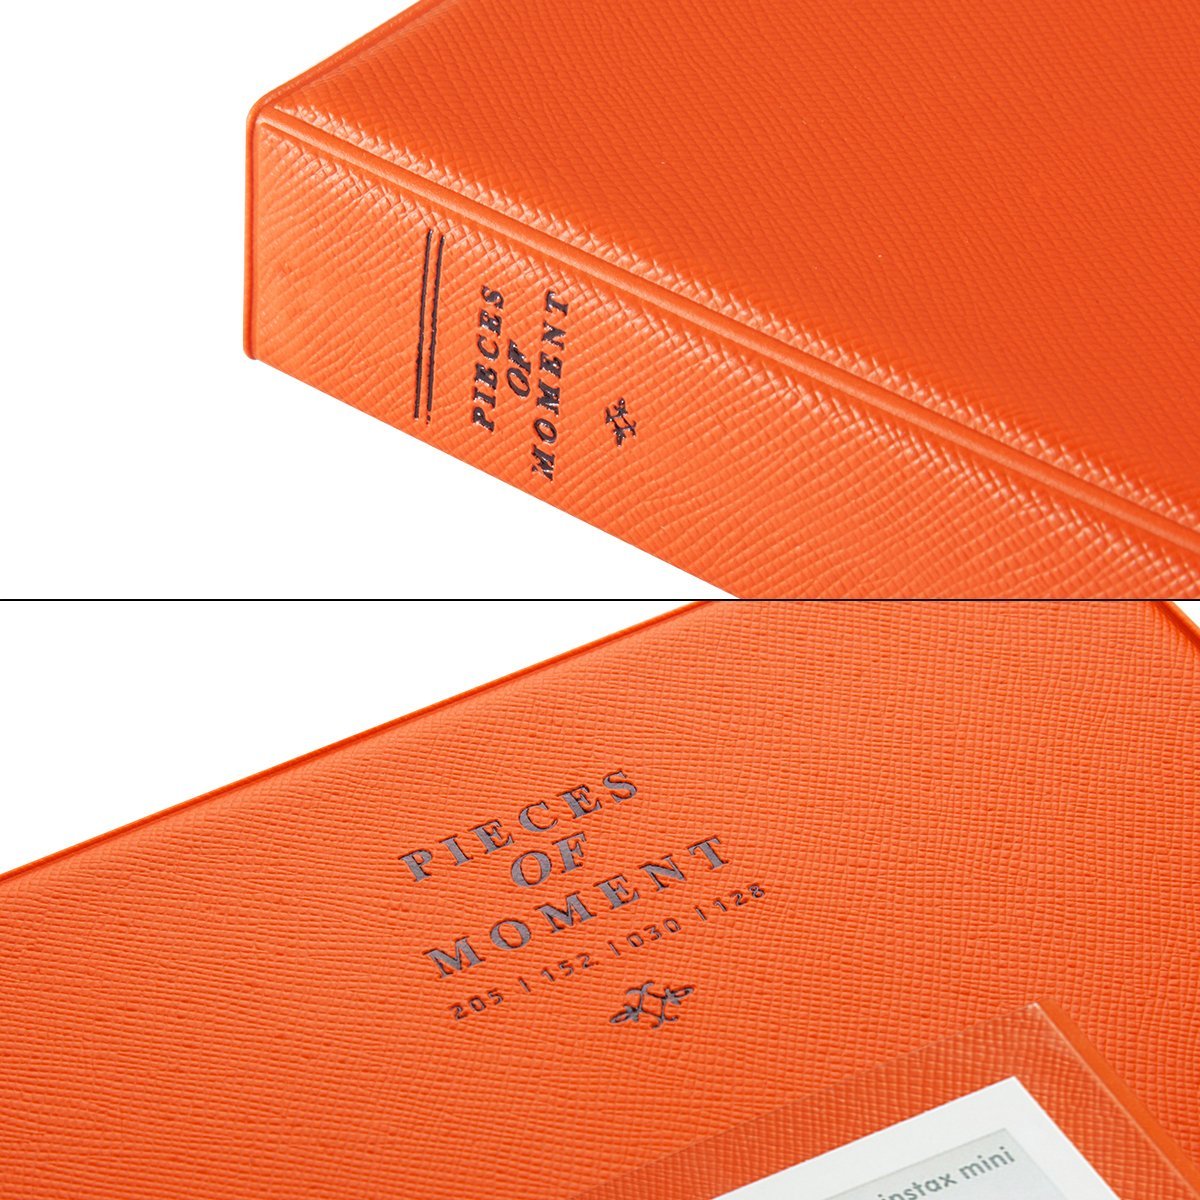 PIECES
OF
MOMENT
PIECES
OF
MOMENT
205 | 152 | 030 | 128
instax mini